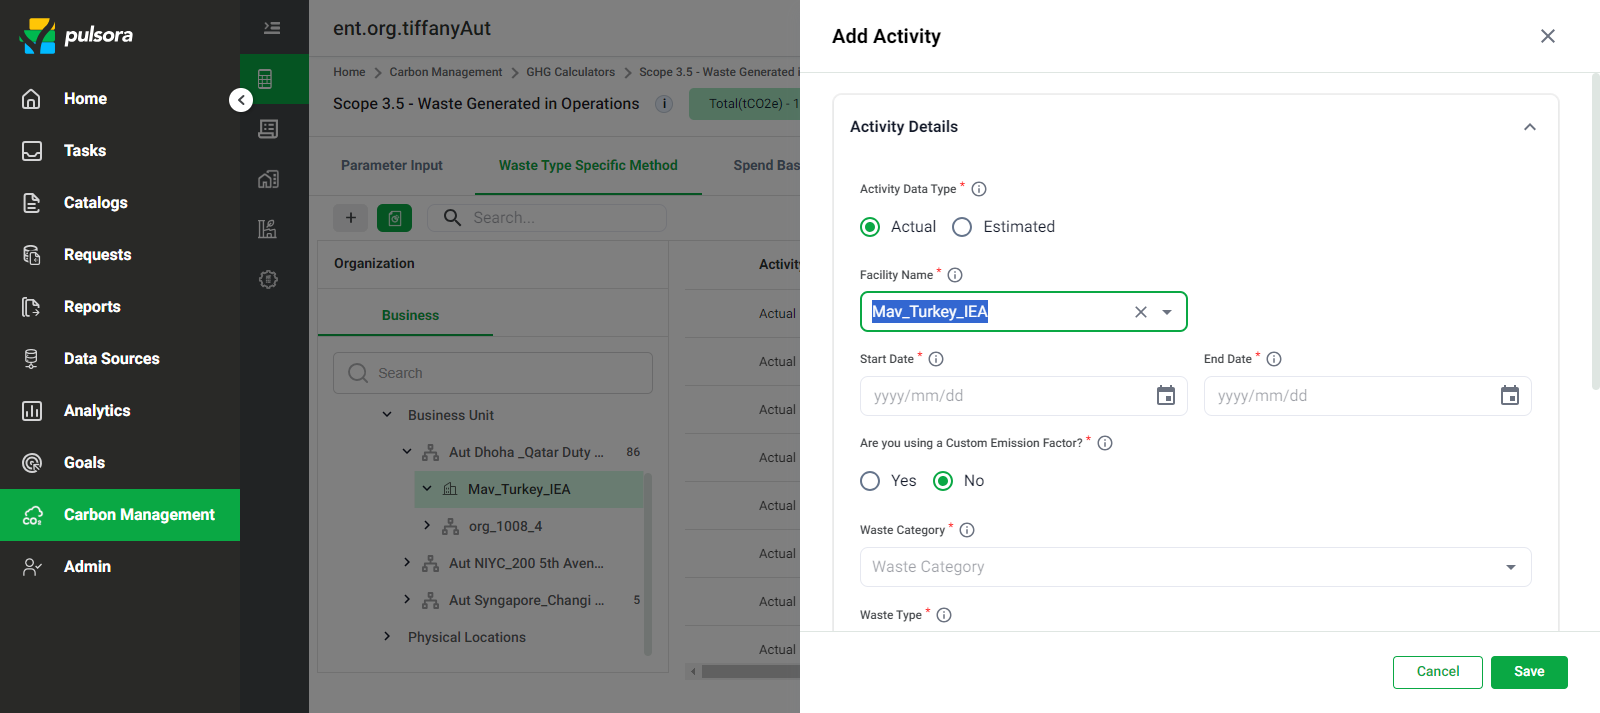 pulsora
Home
Tasks
Catalogs
Requests
Reports
Data Sources
Analytics
Goals
Carbon Management
Admin
ent.org.tiffanyAut
Home > Carbon Management > GHG Calculators > Scope 3.5 - Waste Generated
Scope 3.5 - Waste Generated in Operations
Total(tCO2e) - 1
Parameter Input
Waste Type Specific Method
Spend Bas
Search...
Organization
Business
Search
Business Unit
Aut Dhoha _Qatar Duty ... 86
Mav_Turkey_IEA
org_1008_4
Aut NIYC_200 5th Aven...
Aut Syngapore_Changi ... 5
Physical Locations
Activity
Actual
Actual
Actual
Actual
Actual
Actual
Actual
Actual
Add Activity
Activity Details
Activity Data Type *
Actual
Estimated
Facility Name *
Mav_Turkey_IEA
Start Date *
End Date *
yyyy/mm/dd
yyyy/mm/dd
Are you using a Custom Emission Factor? *
Yes
No
Waste Category *
Waste Category
Waste Type *
Cancel
Save